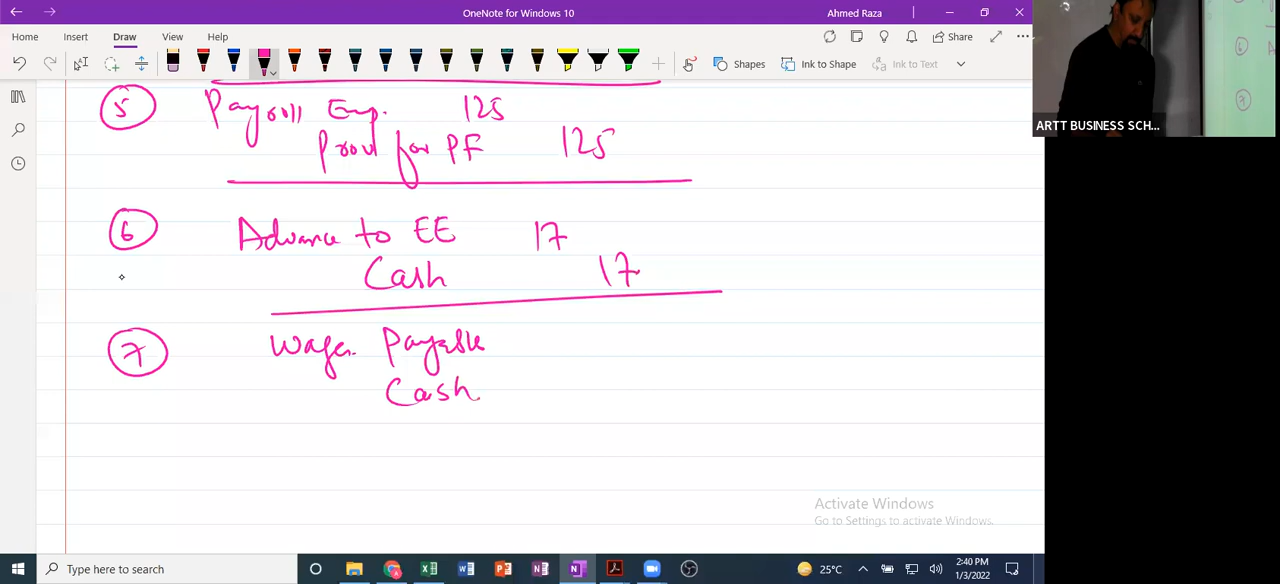 OneNote for Windows 10
Ahmed Raza
Home Insert Draw View Help
Share
Shapes Ink to Shape Ink to Text
5 Payroll Exp. 125
Prov for PF 125
6 Advance to EE 17
Cash 17
7 Wages Payable
Cash
ARTT BUSINESS SCH...
6
7
Activate Windows
Go to Settings to activate Windows.
Type here to search
25°C
2:40 PM
1/3/2022